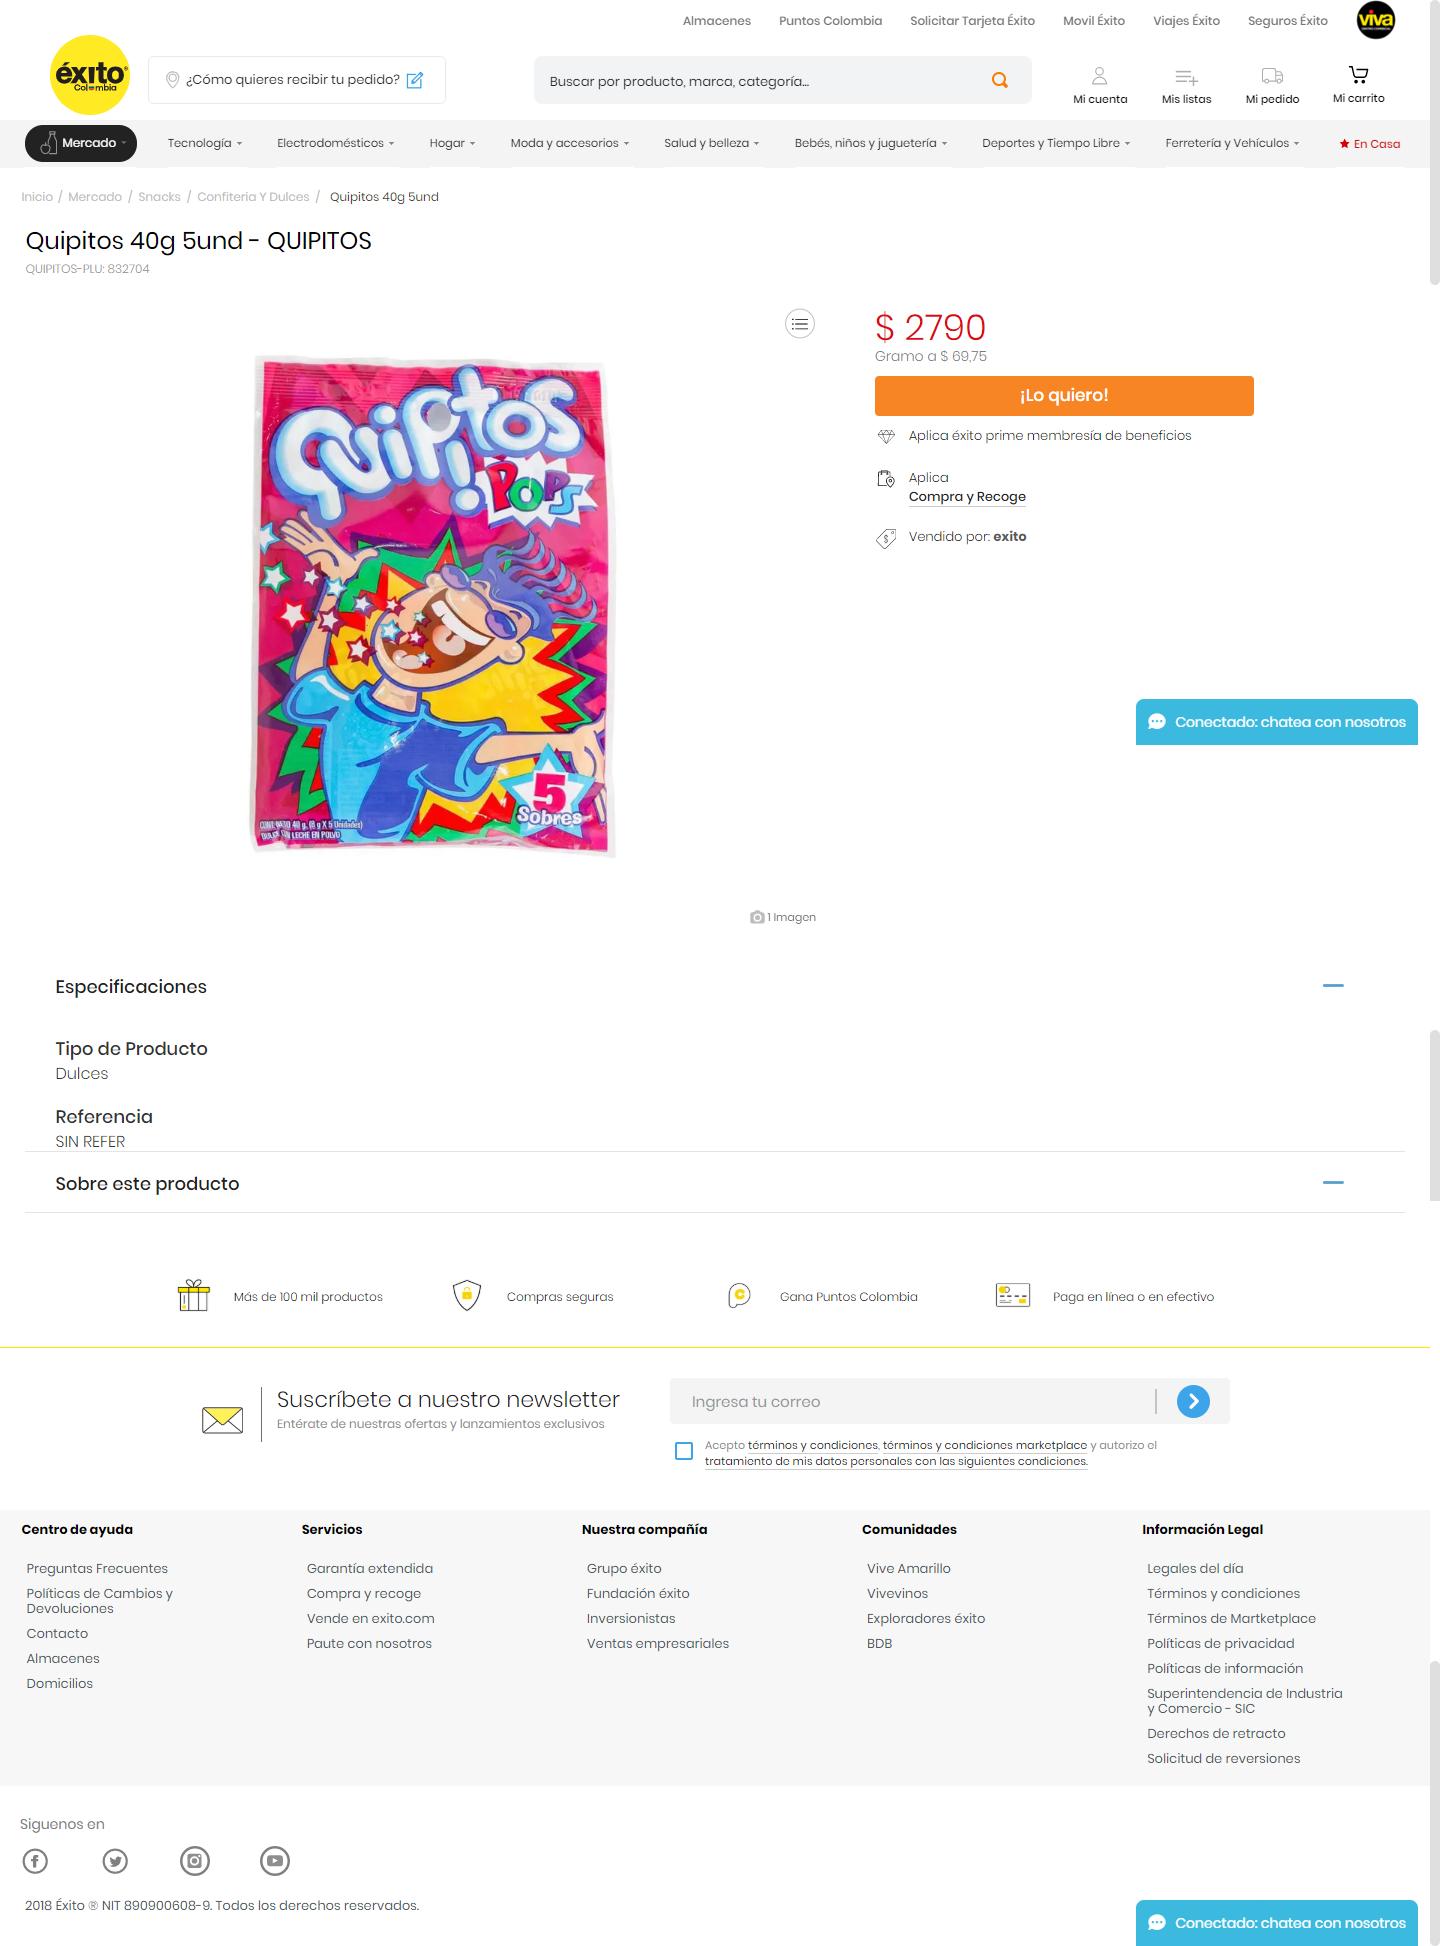 Almacenes Puntos Colombia Solicitar Tarjeta Éxito Movil Éxito Viajes Éxito Seguros Éxito viva
éxito
Colombia
¿Cómo quieres recibir tu pedido?
Buscar por producto, marca, categoría...
Mi cuenta Mis listas Mi pedido Mi carrito
Mercado Tecnología Electrodomésticos Hogar Moda y accesorios Salud y belleza Bebés, niños y juguetería Deportes y Tiempo Libre Ferretería y Vehículos En Casa
Inicio / Mercado / Snacks / Confiteria Y Dulces / Quipitos 40g 5und
Quipitos 40g 5und - QUIPITOS
QUIPITOS-PLU: 832704
Quipitos
POPS
5
Sobres
CONT. NETO 40 g. (8 g X 5 Unidades)
DULCE CON LECHE EN POLVO
1 Imagen
$ 2790
Gramo a $ 69,75
¡Lo quiero!
Aplica éxito prime membresía de beneficios
Aplica
Compra y Recoge
Vendido por: exito
Conectado: chatea con nosotros
Especificaciones
Tipo de Producto
Dulces
Referencia
SIN REFER
Sobre este producto
Más de 100 mil productos Compras seguras Gana Puntos Colombia Paga en línea o en efectivo
Suscríbete a nuestro newsletter
Entérate de nuestras ofertas y lanzamientos exclusivos
Ingresa tu correo
Acepto términos y condiciones, términos y condiciones marketplace y autorizo el
tratamiento de mis datos personales con las siguientes condiciones.
Centro de ayuda
Preguntas Frecuentes
Políticas de Cambios y
Devoluciones
Contacto
Almacenes
Domicilios
Servicios
Garantía extendida
Compra y recoge
Vende en exito.com
Paute con nosotros
Nuestra compañía
Grupo éxito
Fundación éxito
Inversionistas
Ventas empresariales
Comunidades
Vive Amarillo
Vivevinos
Exploradores éxito
BDB
Información Legal
Legales del día
Términos y condiciones
Términos de Martketplace
Políticas de privacidad
Políticas de información
Superintendencia de Industria
y Comercio - SIC
Derechos de retracto
Solicitud de reversiones
Siguenos en
2018 Éxito ® NIT 890900608-9. Todos los derechos reservados.
Conectado: chatea con nosotros